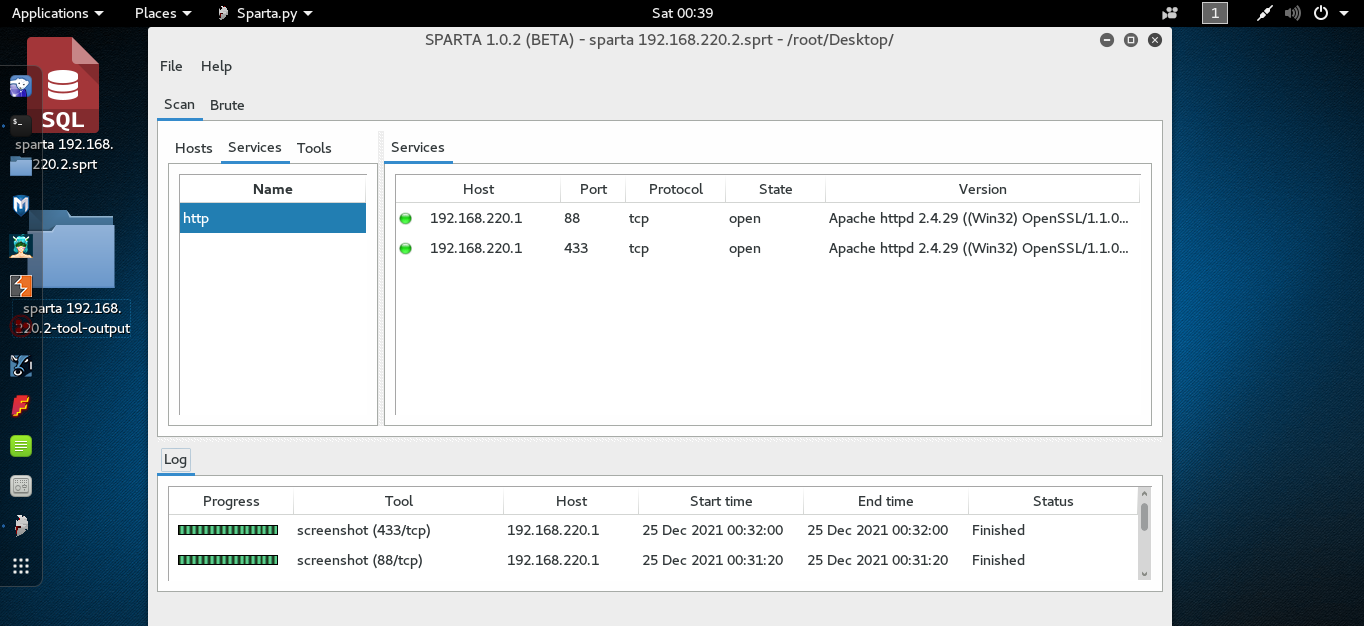 Applications Places Sparta.py Sat 00:39 1
SPARTA 1.0.2 (BETA) - sparta 192.168.220.2.sprt - /root/Desktop/
File Help
Scan Brute
SQL
sparta 192.168.
220.2.sprt
sparta 192.168.
220.2-tool-output
Hosts Services Tools
Name
http
Services
Host Port Protocol State Version
192.168.220.1 88 tcp open Apache httpd 2.4.29 ((Win32) OpenSSL/1.1.0...
192.168.220.1 433 tcp open Apache httpd 2.4.29 ((Win32) OpenSSL/1.1.0...
Log
Progress Tool Host Start time End time Status
screenshot (433/tcp) 192.168.220.1 25 Dec 2021 00:32:00 25 Dec 2021 00:32:00 Finished
screenshot (88/tcp) 192.168.220.1 25 Dec 2021 00:31:20 25 Dec 2021 00:31:20 Finished